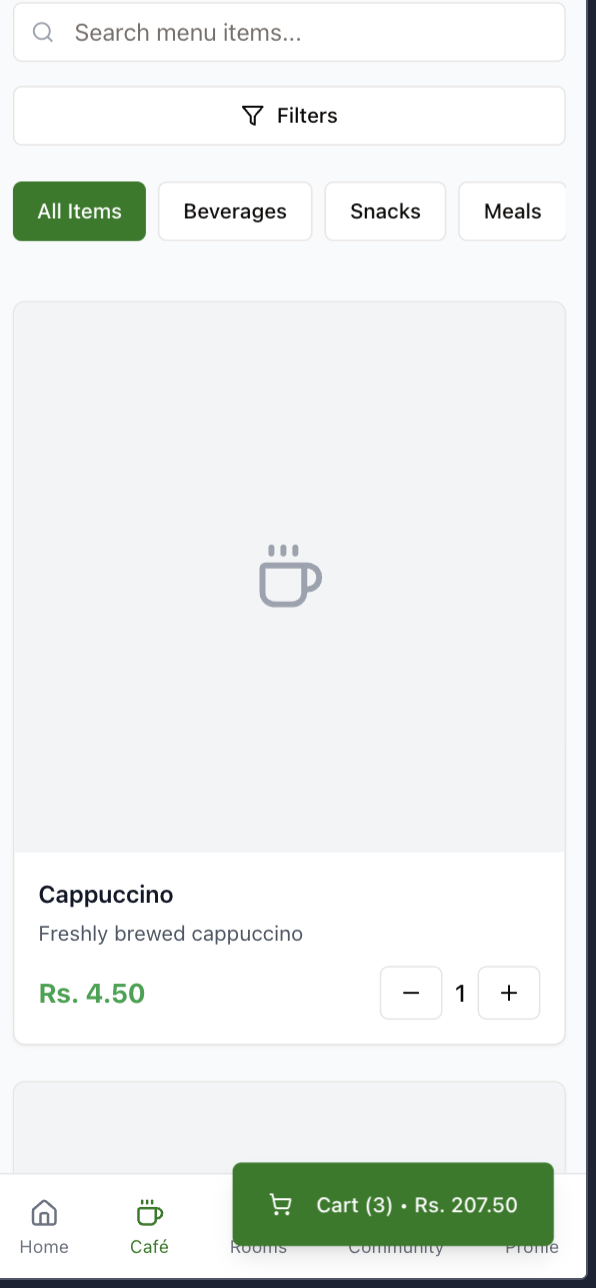 Search menu items...
Filters
All Items Beverages Snacks Meals
Cappuccino
Freshly brewed cappuccino
Rs. 4.50 − 1 +
Cart (3) • Rs. 207.50
Home Café Rooms Community Profile